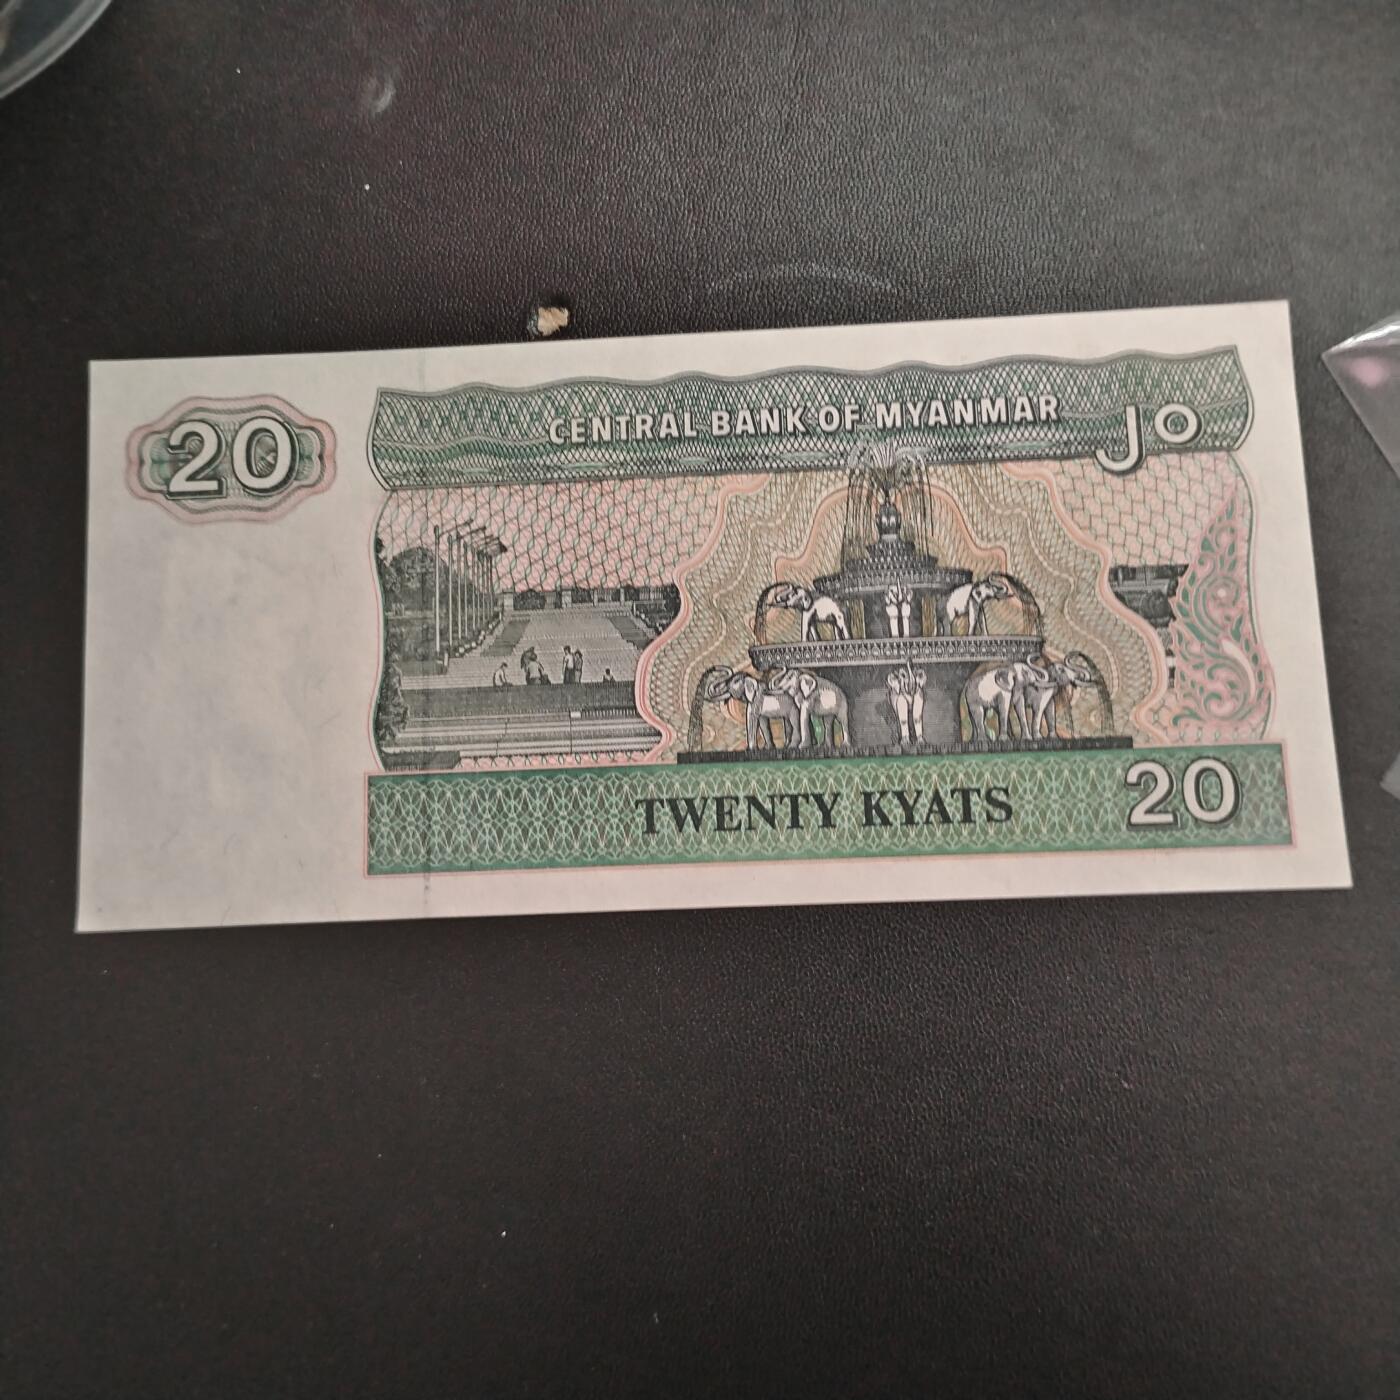 20
CENTRAL BANK OF MYANMAR
၂၀
TWENTY KYATS
20